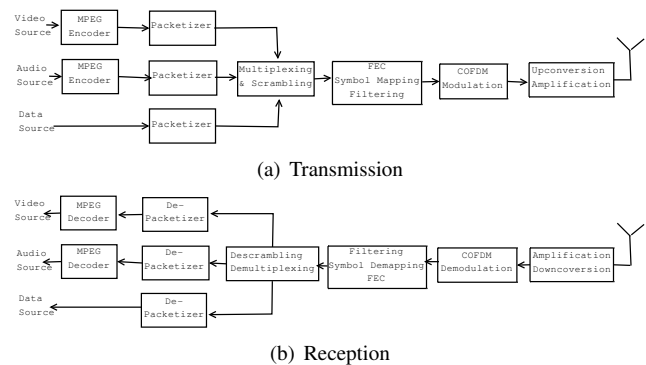 Video
Source
MPEG
Encoder
Packetizer
Audio
Source
MPEG
Encoder
Packetizer
Multiplexing
& Scrambling
FEC
Symbol Mapping
Filtering
COFDM
Modulation
Upconversion
Amplification
Data
Source
Packetizer
(a) Transmission
Video
Source
MPEG
Decoder
De-
Packetizer
Audio
Source
MPEG
Decoder
De-
Packetizer
Descrambling
Demultiplexing
Filtering
Symbol Demapping
FEC
COFDM
Demodulation
Amplification
Downcoversion
Data
Source
De-
Packetizer
(b) Reception